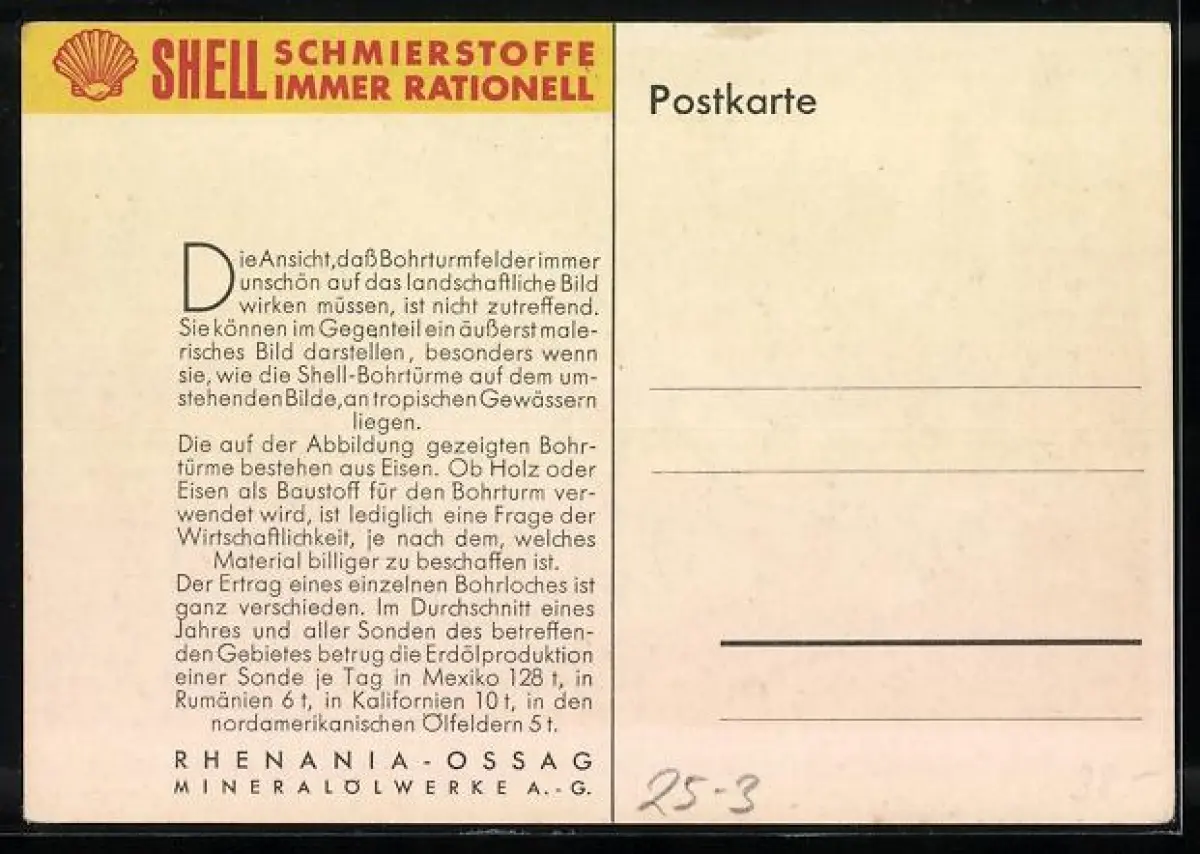 SHELL SCHMIERSTOFFE
IMMER RATIONELL
Die Ansicht, daß Bohrturmfelder immer
unschön auf das landschaftliche Bild
wirken müssen, ist nicht zutreffend.
Sie können im Gegenteil ein äußerst male-
risches Bild darstellen, besonders wenn
sie, wie die Shell-Bohrtürme auf dem um-
stehenden Bilde, an tropischen Gewässern
liegen.
Die auf der Abbildung gezeigten Bohr-
türme bestehen aus Eisen. Ob Holz oder
Eisen als Baustoff für den Bohrturm ver-
wendet wird, ist lediglich eine Frage der
Wirtschaftlichkeit, je nach dem, welches
Material billiger zu beschaffen ist.
Der Ertrag eines einzelnen Bohrloches ist
ganz verschieden. Im Durchschnitt eines
Jahres und aller Sonden des betreffen-
den Gebietes betrug die Erdölproduktion
einer Sonde je Tag in Mexiko 128 t, in
Rumänien 6 t, in Kalifornien 10 t, in den
nordamerikanischen Ölfeldern 5 t.
RHENANIA-OSSAG
MINERALÖLWERKE A.-G.
Postkarte
25-3